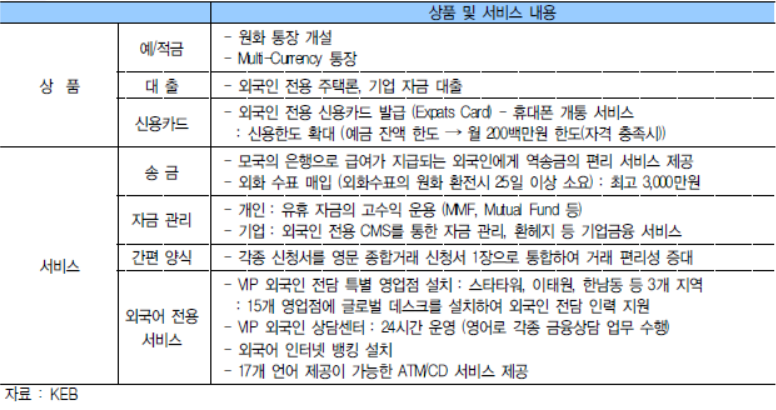 상품 및 서비스 내용
상 품
예/적금
- 원화 통장 개설
- Multi-Currency 통장
대 출
- 외국인 전용 주택론, 기업 자금 대출
신용카드
- 외국인 전용 신용카드 발급 (Expats Card) - 휴대폰 개통 서비스
: 신용한도 확대 (예금 잔액 한도 → 월 200백만원 한도(자격 충족시))
서비스
송 금
- 모국의 은행으로 급여가 지급되는 외국인에게 역송금의 편리 서비스 제공
- 외화 수표 매입 (외화수표의 원화 환전시 25일 이상 소요) : 최고 3,000만원
자금 관리
- 개인 : 유휴 자금의 고수익 운용 (MMF, Mutual Fund 등)
- 기업 : 외국인 전용 CMS를 통한 자금 관리, 환헤지 등 기업금융 서비스
간편 양식
- 각종 신청서를 영문 종합거래 신청서 1장으로 통합하여 거래 편리성 증대
외국어 전용
서비스
- VIP 외국인 전담 특별 영업점 설치 : 스타타워, 이태원, 한남동 등 3개 지역
: 15개 영업점에 글로벌 데스크를 설치하여 외국인 전담 인력 지원
- VIP 외국인 상담센터 : 24시간 운영 (영어로 각종 금융상담 업무 수행)
- 외국어 인터넷 뱅킹 설치
- 17개 언어 제공이 가능한 ATM/CD 서비스 제공
자료 : KEB